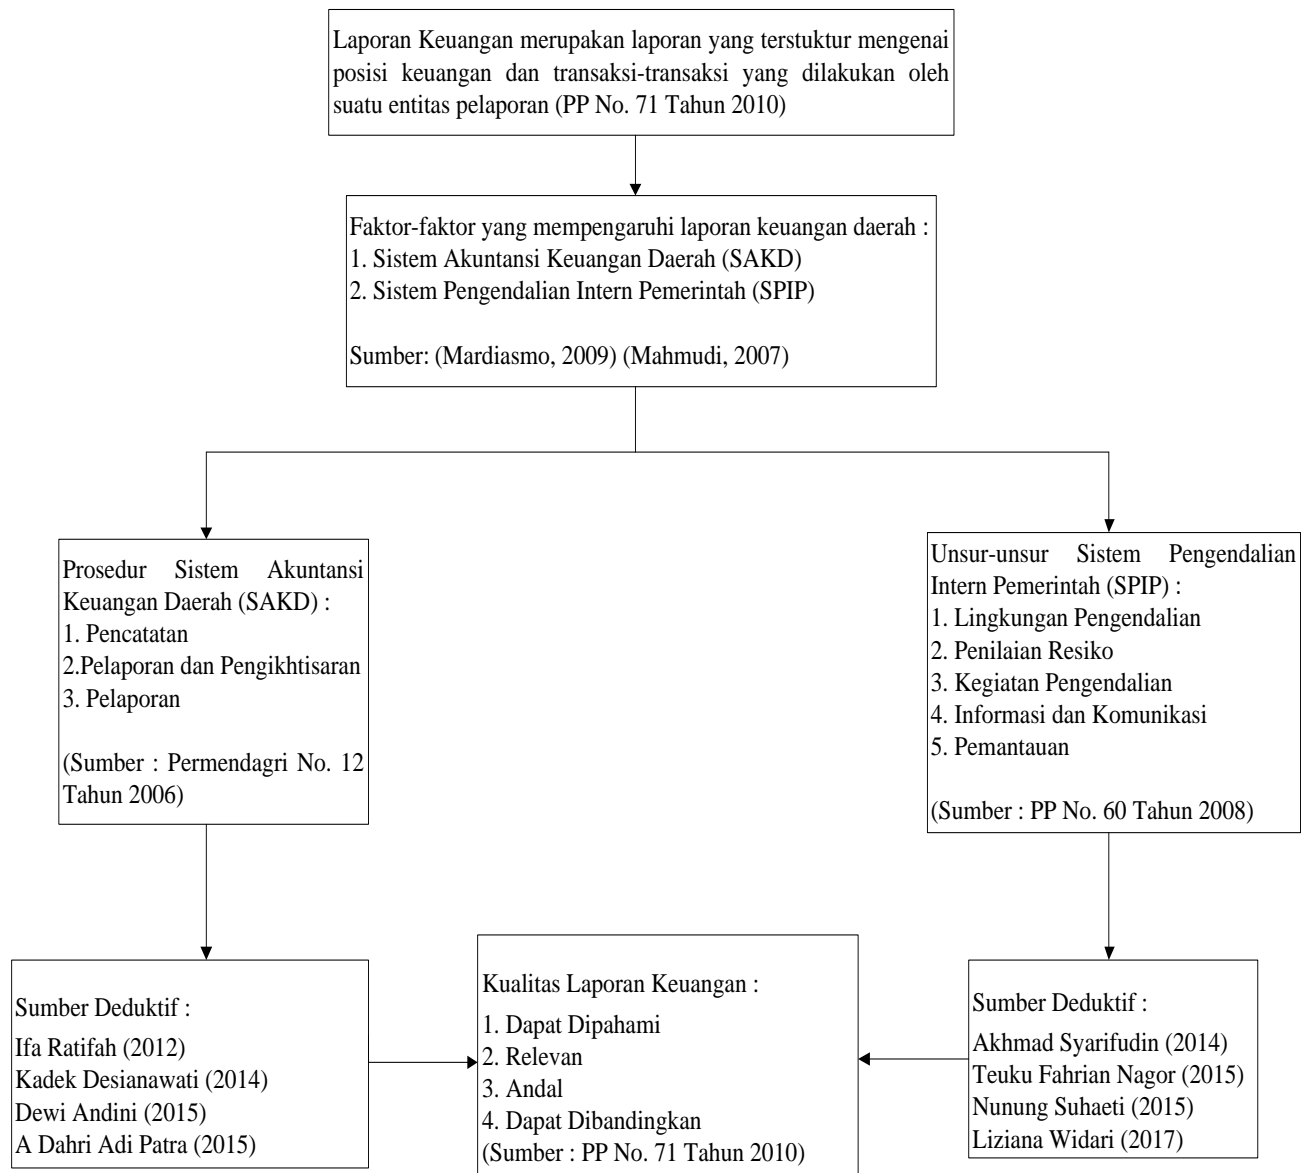 Laporan Keuangan merupakan laporan yang terstuktur mengenai
posisi keuangan dan transaksi-transaksi yang dilakukan oleh
suatu entitas pelaporan (PP No. 71 Tahun 2010)
Faktor-faktor yang mempengaruhi laporan keuangan daerah :
1. Sistem Akuntansi Keuangan Daerah (SAKD)
2. Sistem Pengendalian Intern Pemerintah (SPIP)
Sumber: (Mardiasmo, 2009) (Mahmudi, 2007)
Prosedur Sistem Akuntansi
Keuangan Daerah (SAKD) :
1. Pencatatan
2.Pelaporan dan Pengikhtisaran
3. Pelaporan
(Sumber : Permendagri No. 12
Tahun 2006)
Unsur-unsur Sistem Pengendalian
Intern Pemerintah (SPIP) :
1. Lingkungan Pengendalian
2. Penilaian Resiko
3. Kegiatan Pengendalian
4. Informasi dan Komunikasi
5. Pemantauan
(Sumber : PP No. 60 Tahun 2008)
Sumber Deduktif :
Ifa Ratifah (2012)
Kadek Desianawati (2014)
Dewi Andini (2015)
A Dahri Adi Patra (2015)
Kualitas Laporan Keuangan :
1. Dapat Dipahami
2. Relevan
3. Andal
4. Dapat Dibandingkan
(Sumber : PP No. 71 Tahun 2010)
Sumber Deduktif :
Akhmad Syarifudin (2014)
Teuku Fahrian Nagor (2015)
Nunung Suhaeti (2015)
Liziana Widari (2017)